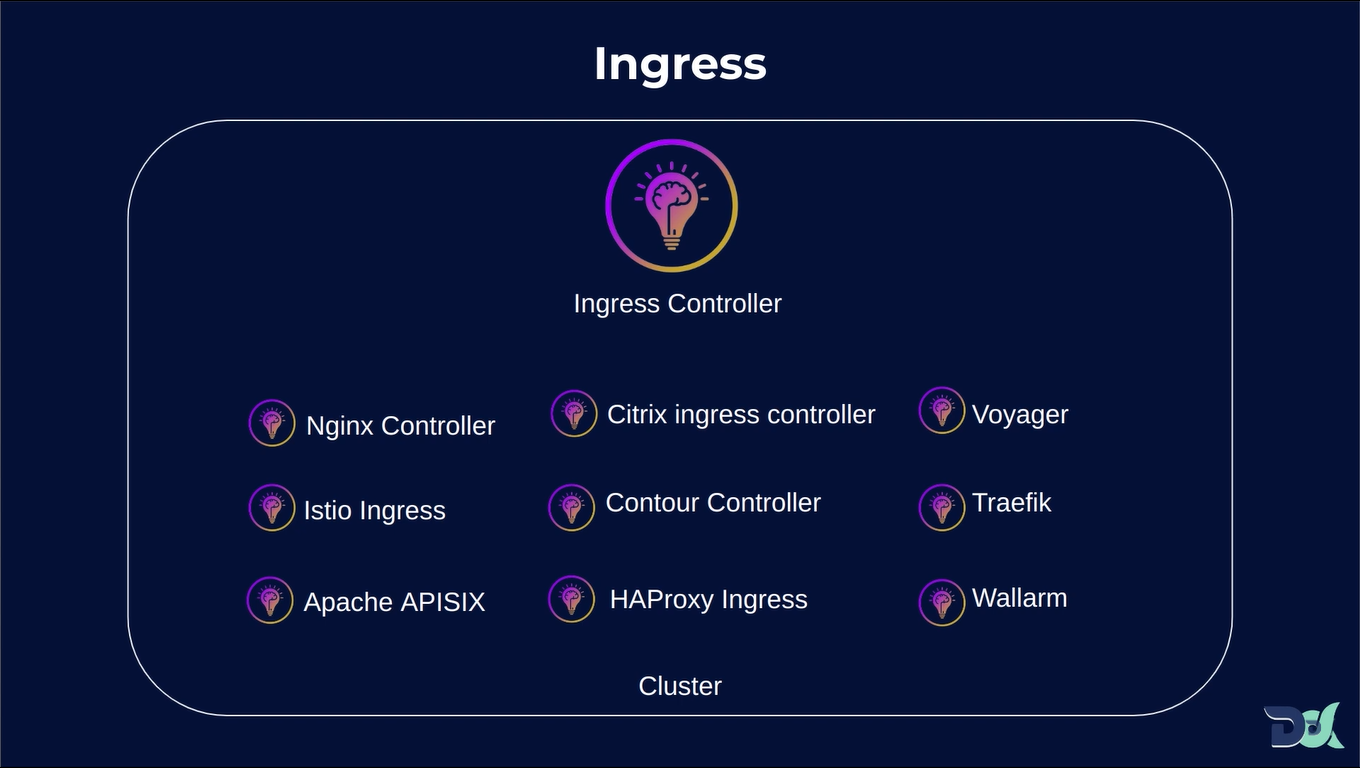 Ingress
Ingress Controller
Nginx Controller
Citrix ingress controller
Voyager
Istio Ingress
Contour Controller
Traefik
Apache APISIX
HAProxy Ingress
Wallarm
Cluster